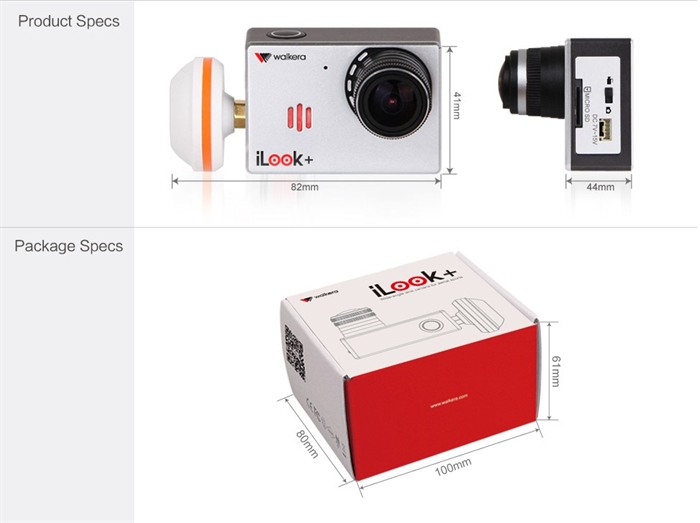 Product Specs
walkera
iLook+
41mm
82mm
MICRO SD
DC 7V~15V
44mm
Package Specs
walkera
iLook+
www.walkera.com
61mm
80mm
100mm